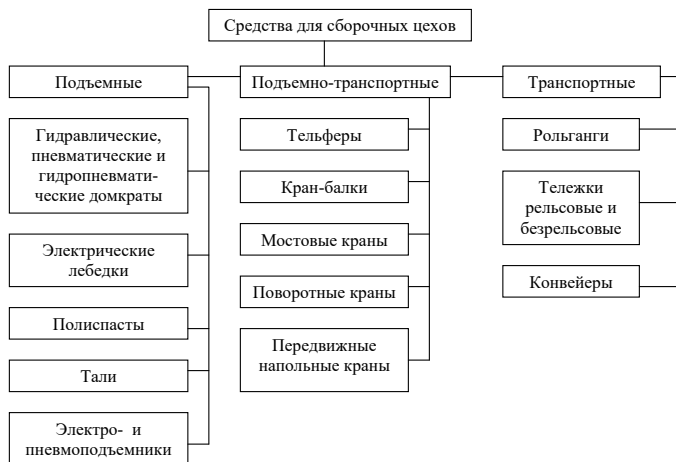 Средства для сборочных цехов
Подъемные
Гидравлические,
пневматические и
гидропневмати-
ческие домкраты
Электрические
лебедки
Полиспасты
Тали
Электро- и
пневмоподъемники
Подъемно-транспортные
Тельферы
Кран-балки
Мостовые краны
Поворотные краны
Передвижные
напольные краны
Транспортные
Рольганги
Тележки
рельсовые и
безрельсовые
Конвейеры